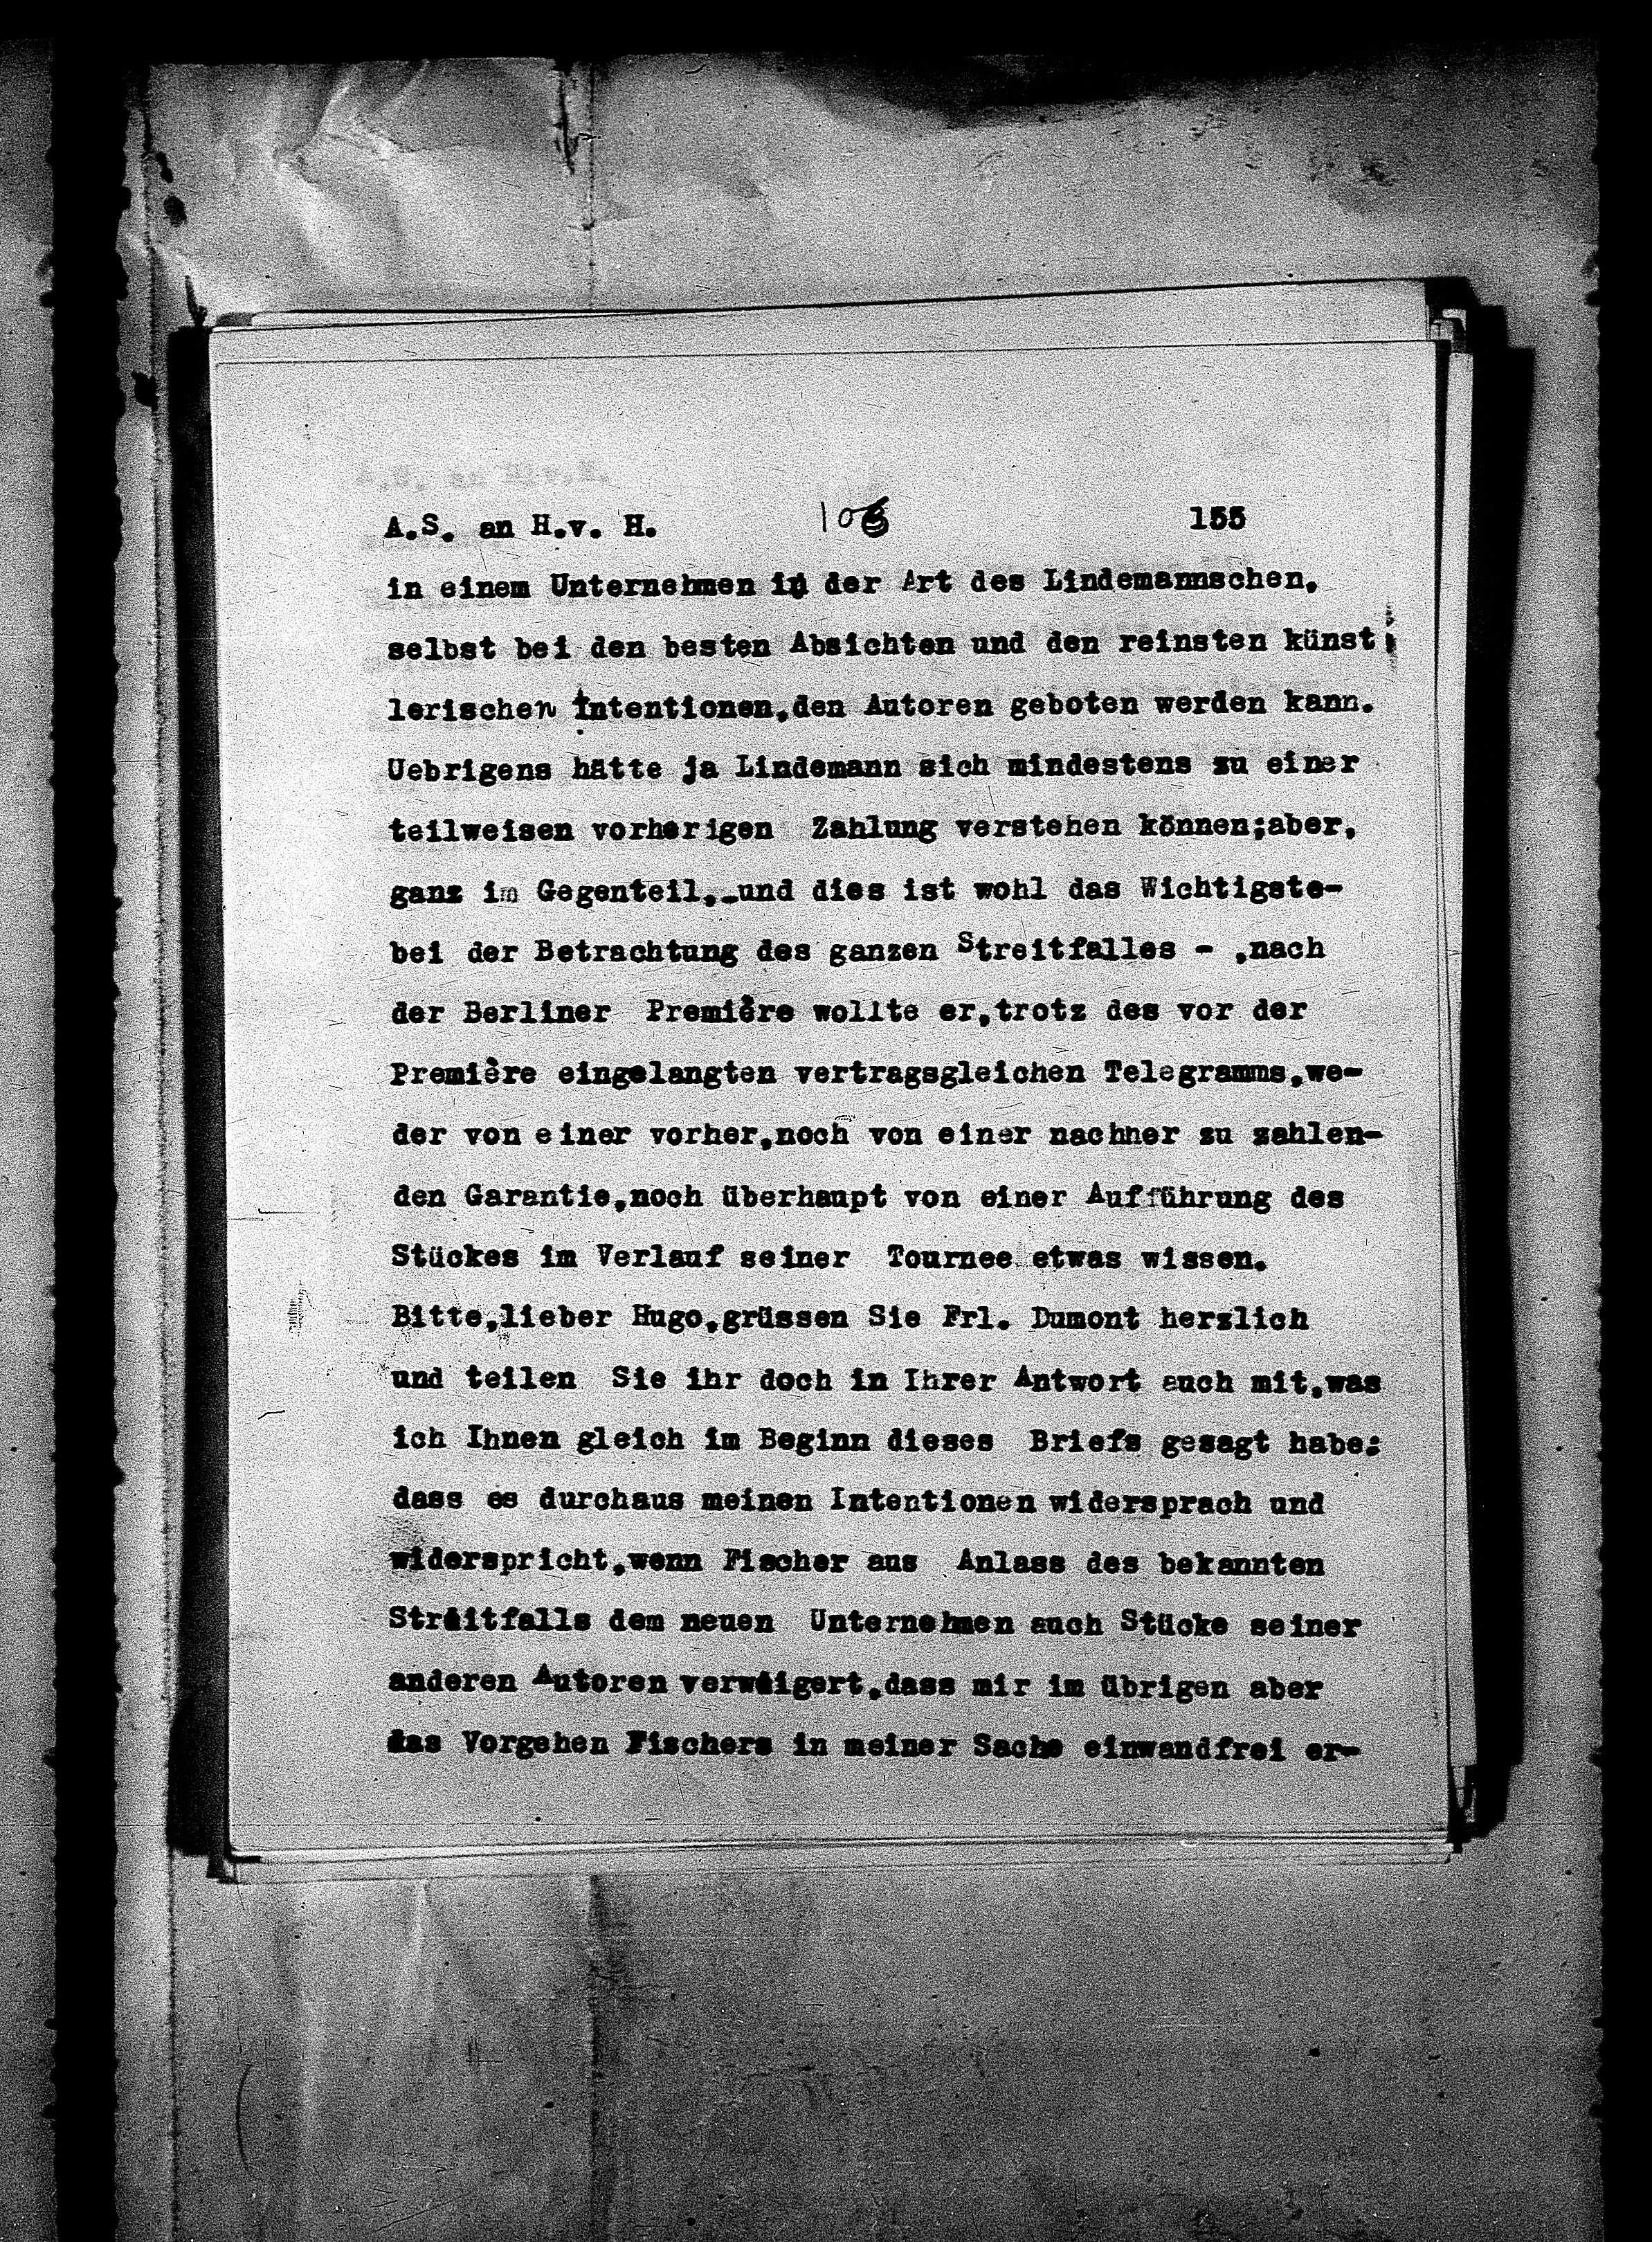 A.S. an H.v. H. 106 155
in einem Unternehmen in der Art des Lindemannschen,
selbst bei den besten Absichten und den reinsten künst
lerischen Intentionen,den Autoren geboten werden kann.
Uebrigens hätte ja Lindemann sich mindestens zu einer
teilweisen vorherigen Zahlung verstehen können;aber,
ganz im Gegenteil,-und dies ist wohl das Wichtigste-
bei der Betrachtung des ganzen Streitfalles - ,nach
der Berliner Première wollte er,trotz des vor der
Première eingelangten vertragsgleichen Telegramms,we-
der von einer vorher,noch von einer nachher zu zahlen-
den Garantie,noch überhaupt von einer Aufführung des
Stückes im Verlauf seiner Tournee etwas wissen.
Bitte,lieber Hugo,grüssen Sie Frl. Dumont herzlich
und teilen Sie ihr doch in Ihrer Antwort auch mit,was
ich Ihnen gleich im Beginn dieses Briefs gesagt habe:
dass es durchaus meinen Intentionen widersprach und
widerspricht,wenn Fischer aus Anlass des bekannten
Streitfalls dem neuen Unternehmen auch Stücke seiner
anderen Autoren verweigert,dass mir im übrigen aber
das Vorgehen Fischers in meiner Sache einwandfrei er-